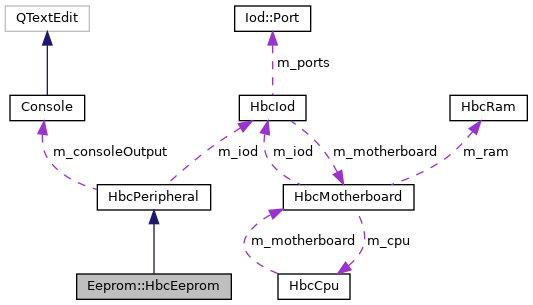 QTextEdit
Iod::Port
m_ports
Console
HbcIod
HbcRam
m_consoleOutput
m_iod
m_iod
m_motherboard
m_ram
HbcPeripheral
HbcMotherboard
m_motherboard
m_cpu
Eeprom::HbcEeprom
HbcCpu